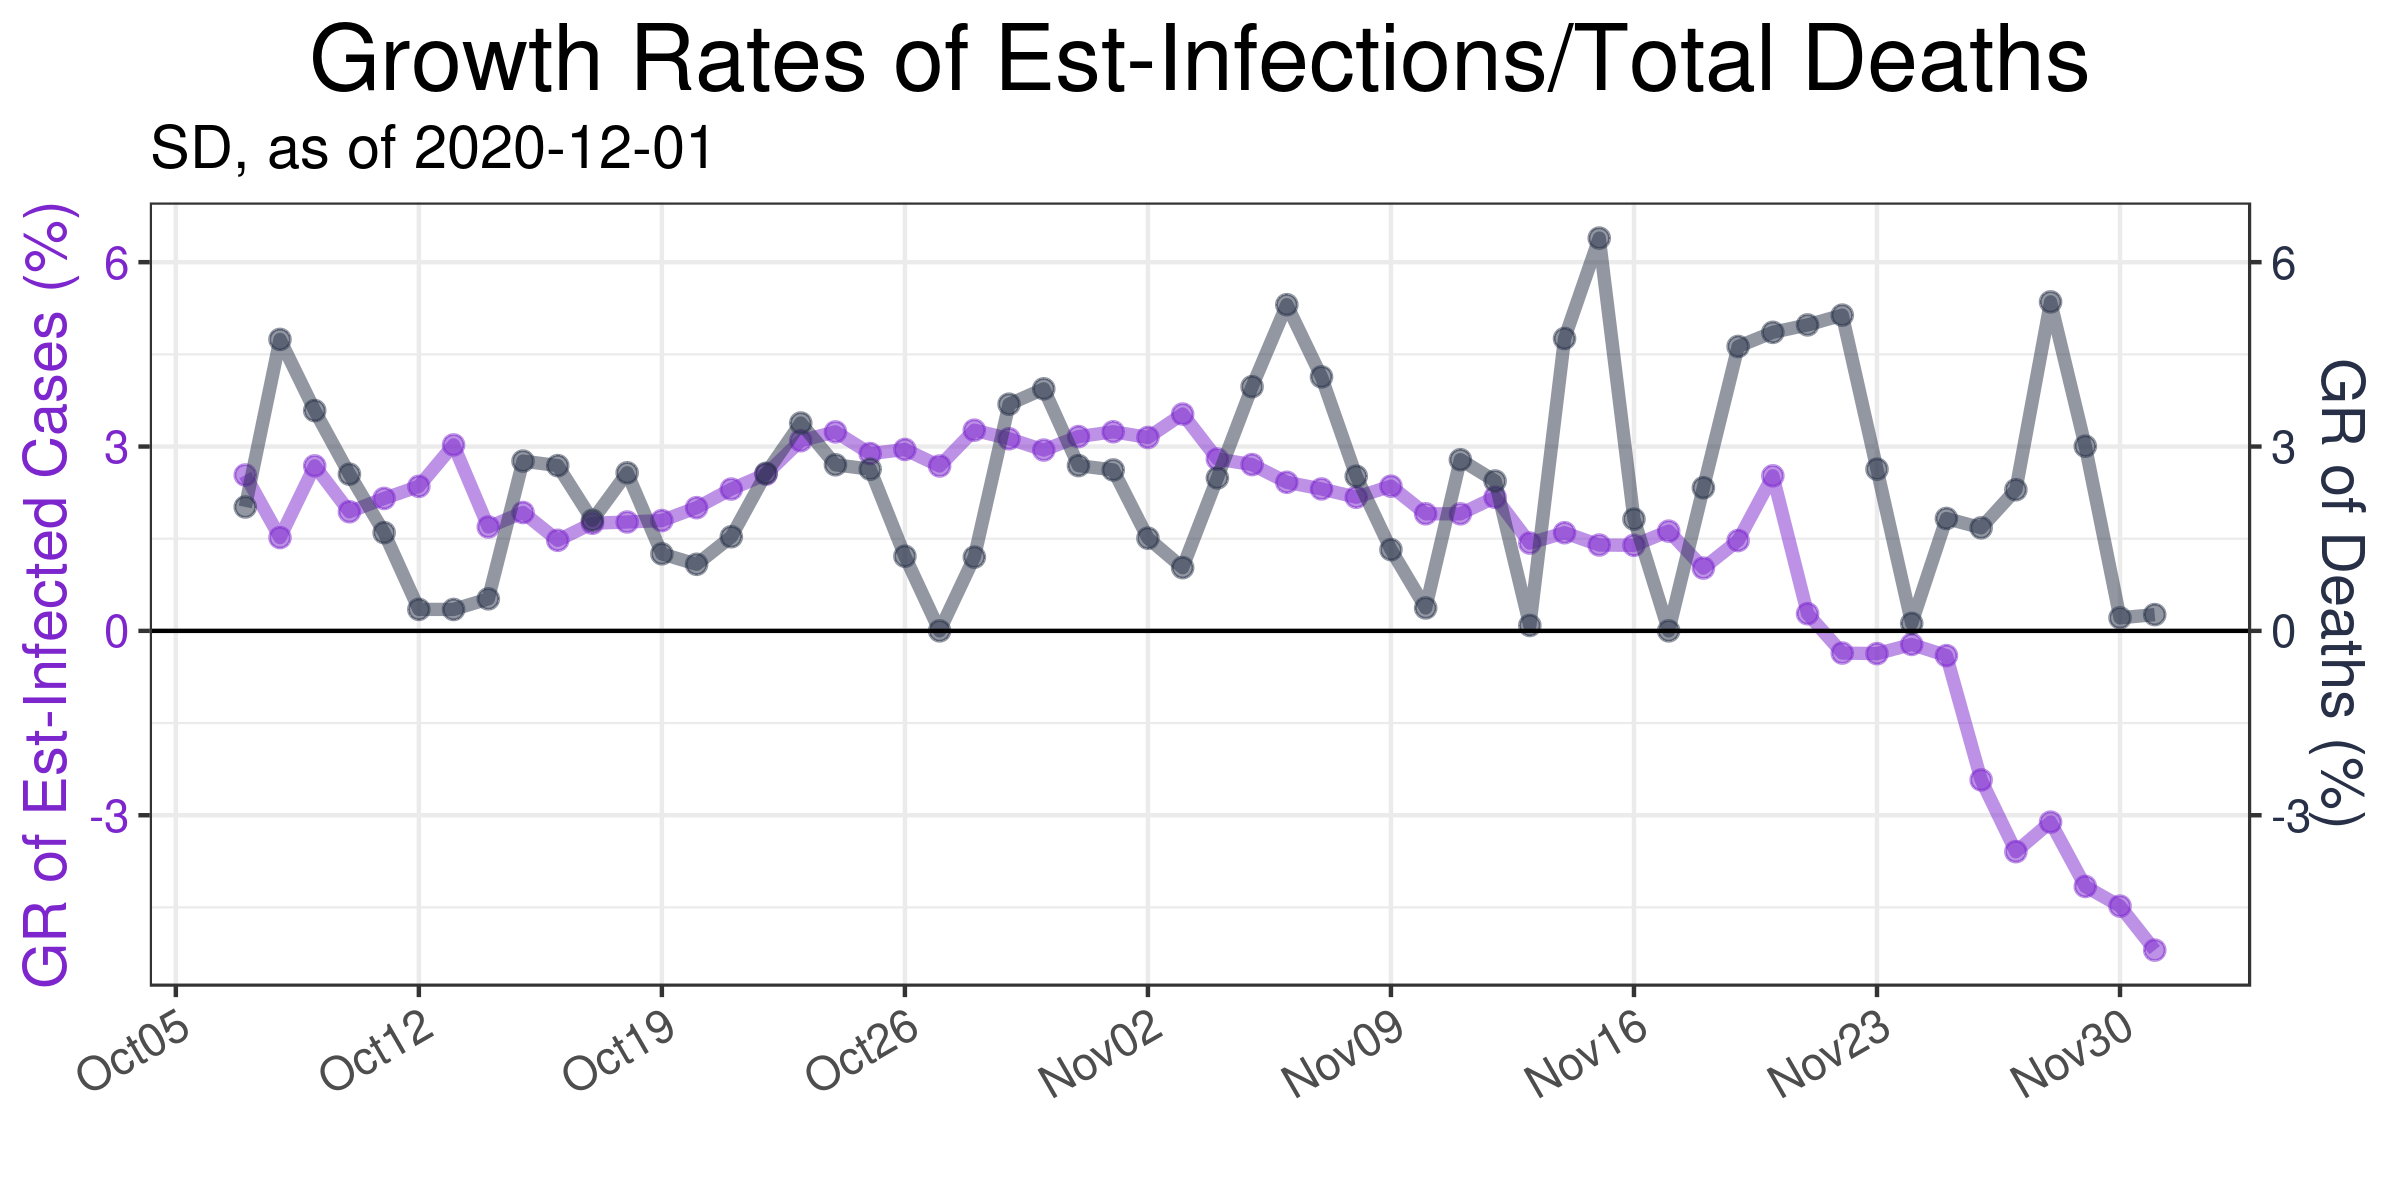 Growth Rates of Est-Infections/Total Deaths
SD, as of 2020-12-01
GR of Est-Infected Cases (%)
6
3
0
-3
6
3
0
-3
GR of Deaths (%)
Oct05
Oct12
Oct19
Oct26
Nov02
Nov09
Nov16
Nov23
Nov30